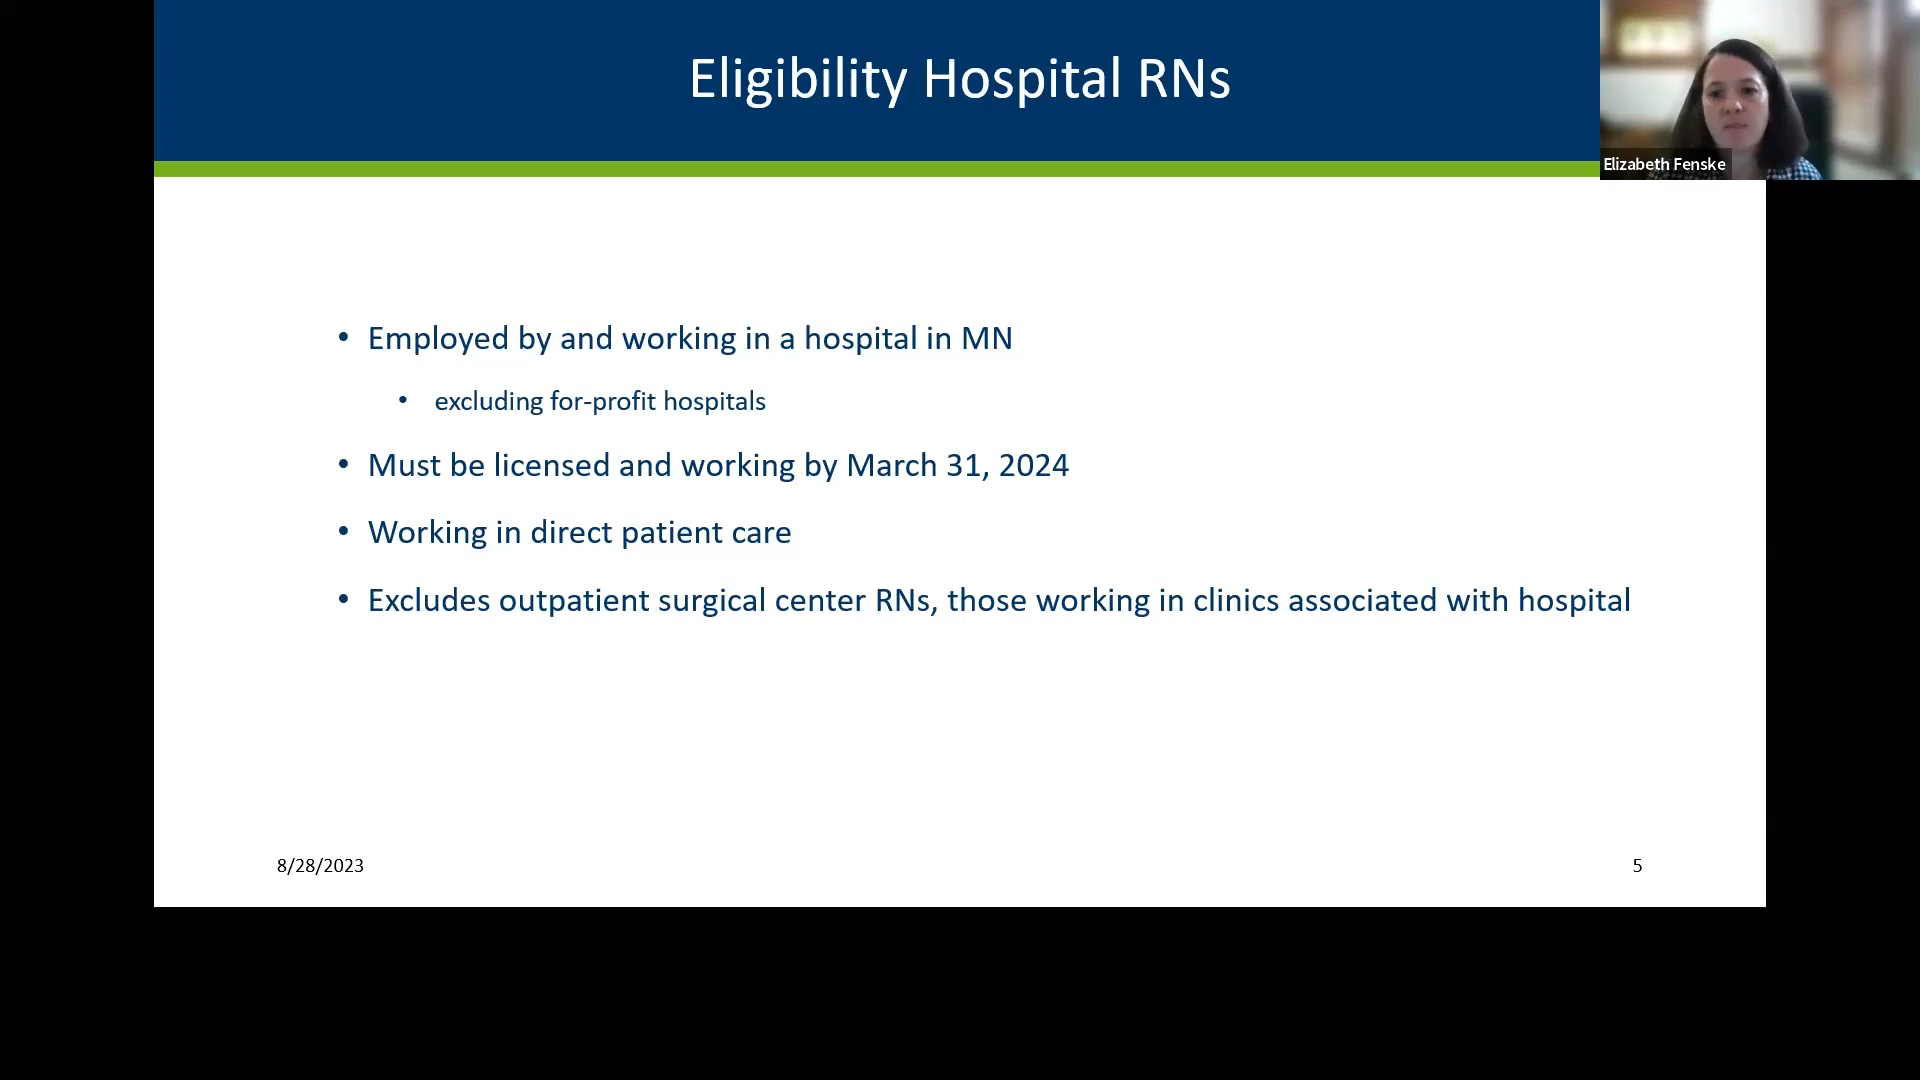 Eligibility Hospital RNs
Elizabeth Fenske
• Employed by and working in a hospital in MN
• excluding for-profit hospitals
• Must be licensed and working by March 31, 2024
• Working in direct patient care
• Excludes outpatient surgical center RNs, those working in clinics associated with hospital
8/28/2023
5